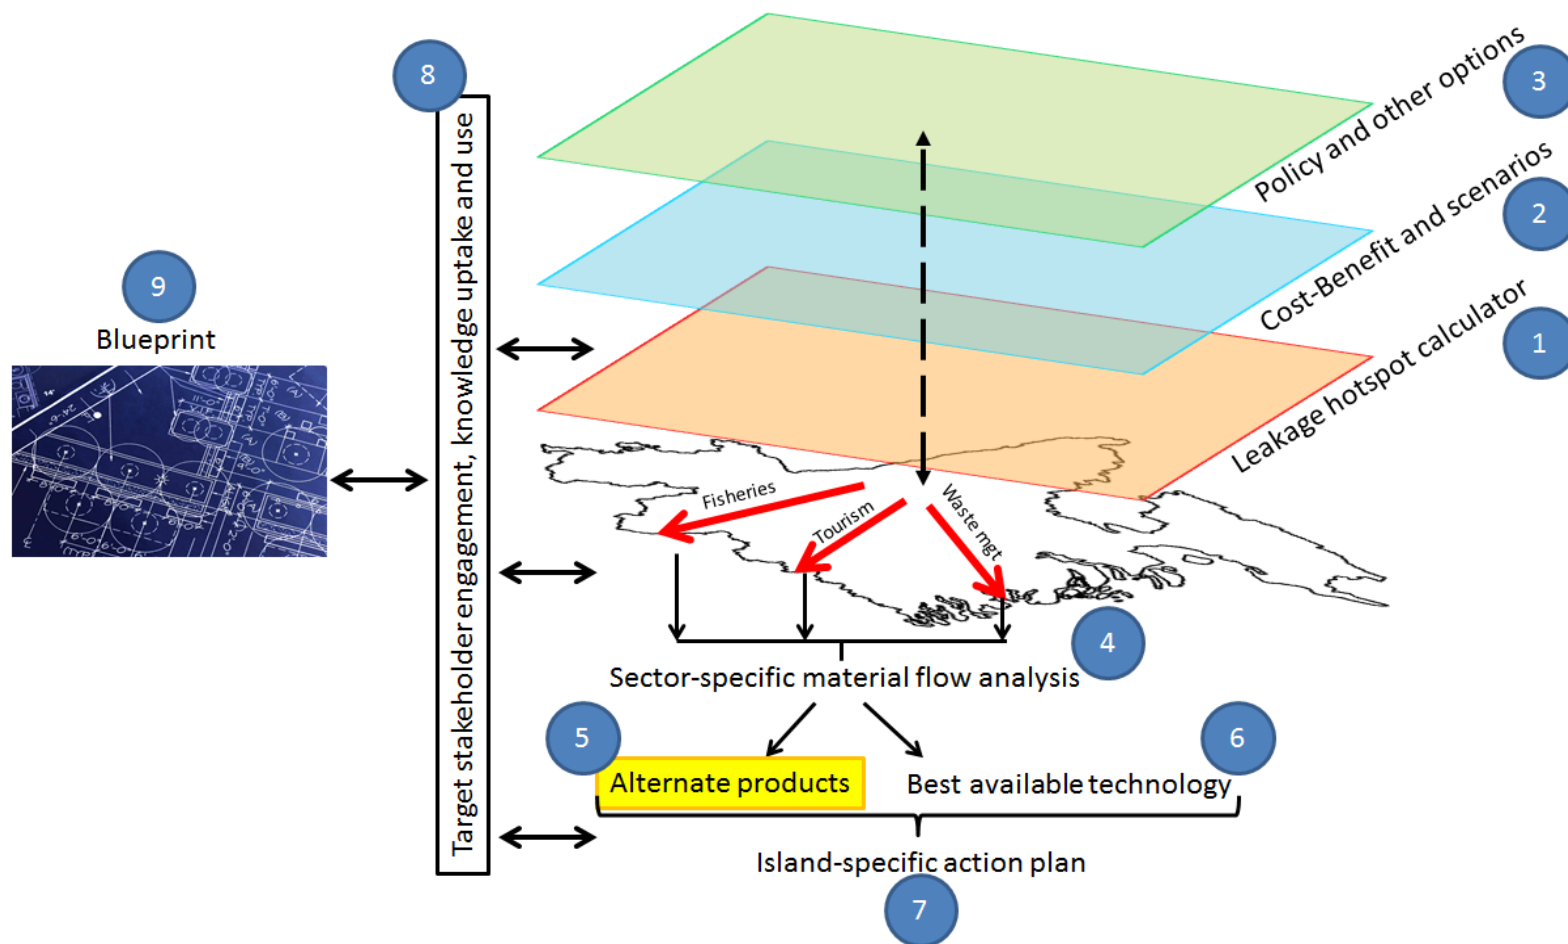 8
Target stakeholder engagement, knowledge uptake and use
9
Blueprint
Policy and other options
3
Cost-Benefit and scenarios
2
Leakage hotspot calculator
1
Fisheries
Tourism
Waste mgt
4
Sector-specific material flow analysis
5
6
Alternate products
Best available technology
Island-specific action plan
7